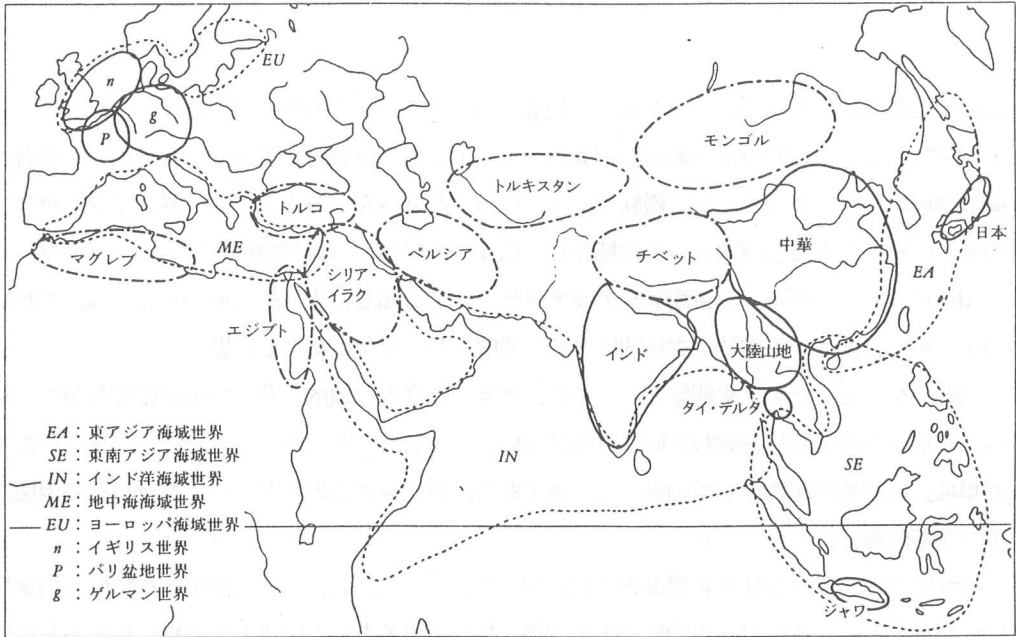 EU
n
g
P
モンゴル
トルキスタン
トルコ
日本
中華
ME
マグレブ
ペルシア
チベット
EA
シリア
イラク
エジプト
インド
大陸山地
タイ・デルタ
IN
SE
ジャワ
EA：東アジア海域世界
SE：東南アジア海域世界
IN：インド洋海域世界
ME：地中海海域世界
EU：ヨーロッパ海域世界
n：イギリス世界
P：パリ盆地世界
g：ゲルマン世界